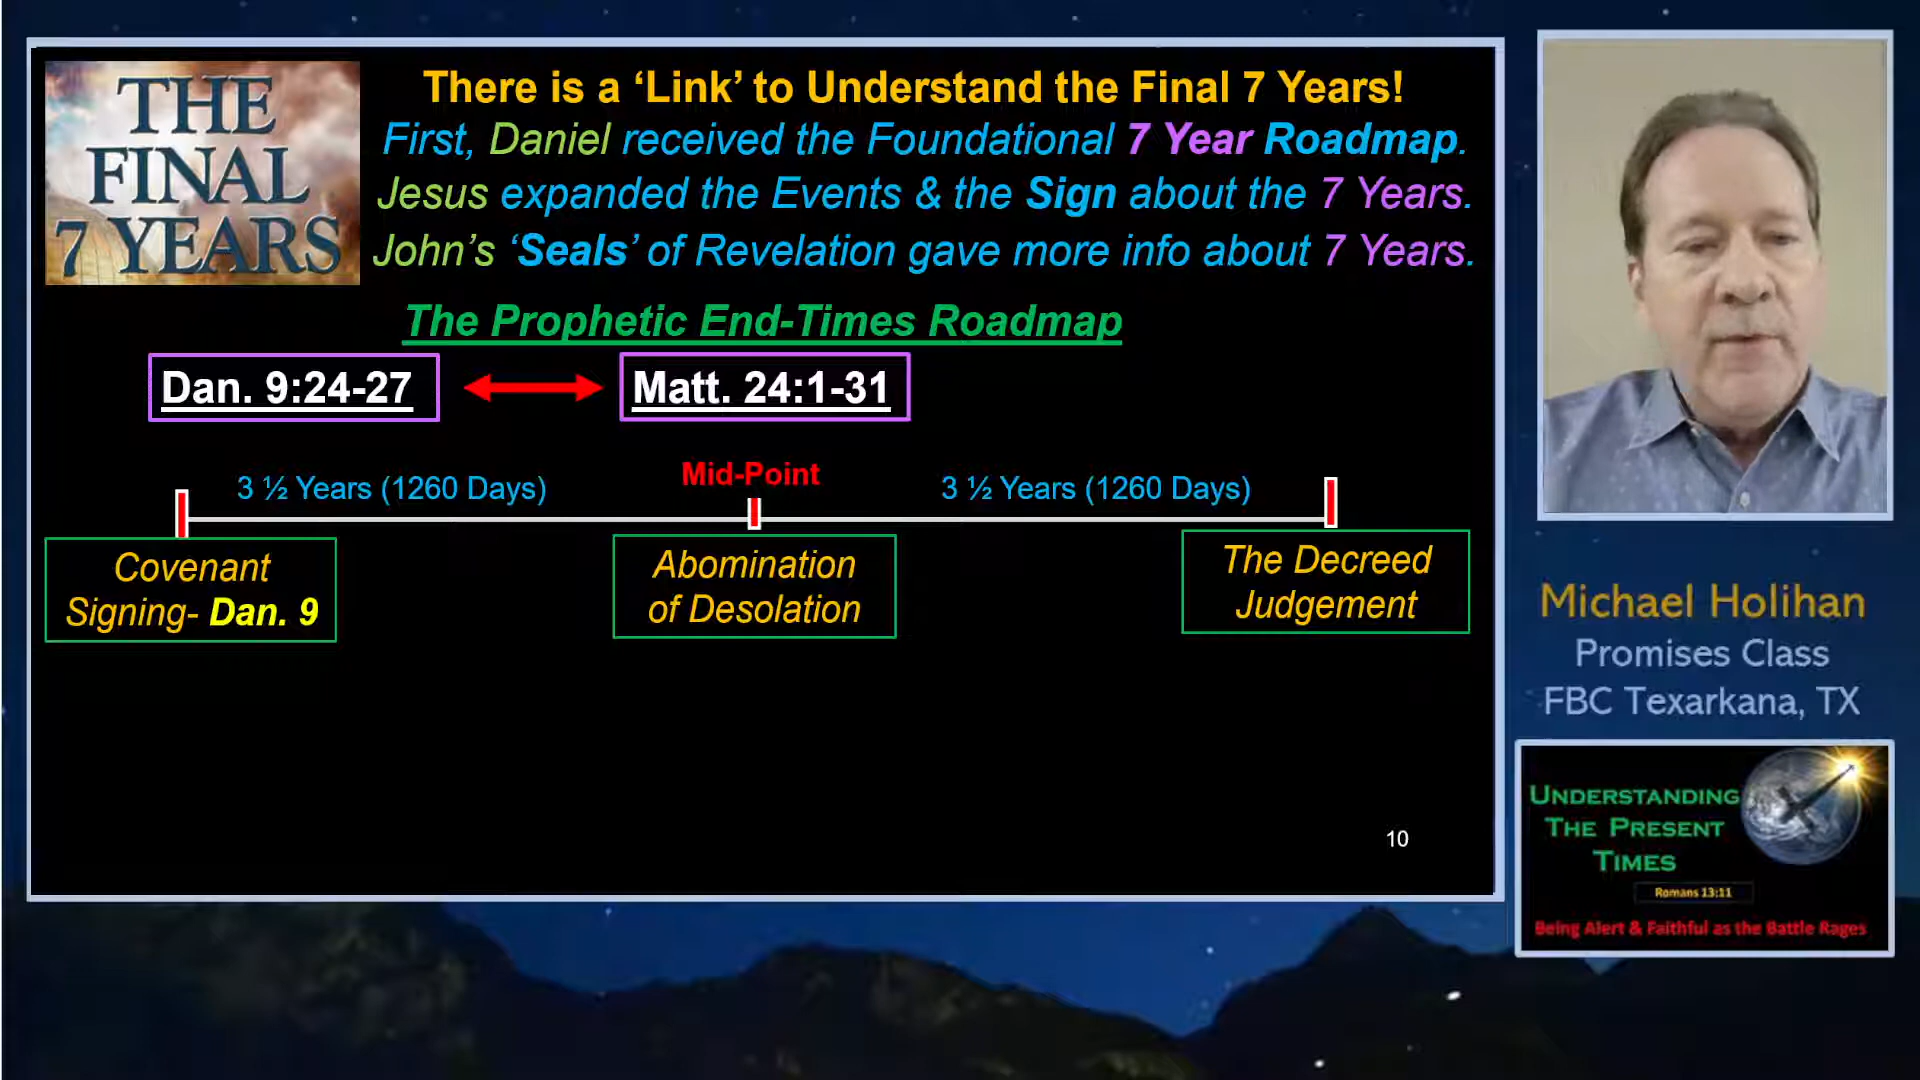 THE
FINAL
7 YEARS
There is a ‘Link’ to Understand the Final 7 Years!
First, Daniel received the Foundational 7 Year Roadmap.
Jesus expanded the Events & the Sign about the 7 Years.
John’s ‘Seals’ of Revelation gave more info about 7 Years.
The Prophetic End-Times Roadmap
Dan. 9:24-27
Matt. 24:1-31
3 ½ Years (1260 Days)
Mid-Point
3 ½ Years (1260 Days)
Covenant
Signing- Dan. 9
Abomination
of Desolation
The Decreed
Judgement
10
Michael Holihan
Promises Class
FBC Texarkana, TX
UNDERSTANDING
THE PRESENT
TIMES
Romans 13:11
Being Alert & Faithful as the Battle Rages